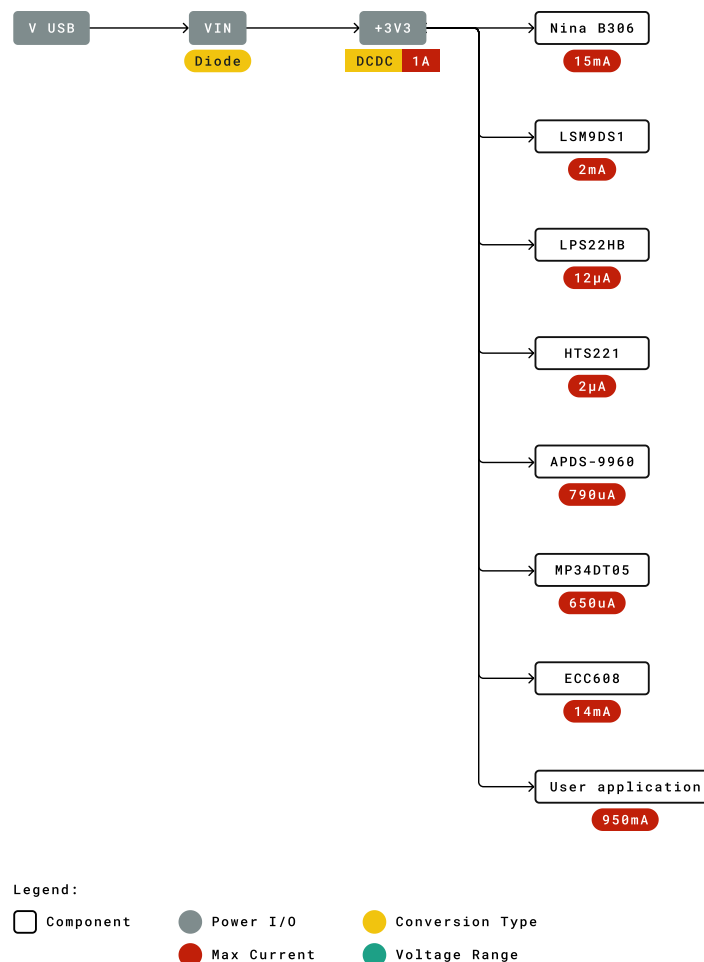 V USB
VIN
+3V3
Nina B306
Diode
DCDC 1A
15mA
LSM9DS1
2mA
LPS22HB
12µA
HTS221
2µA
APDS-9960
790uA
MP34DT05
650uA
ECC608
14mA
User application
950mA
Legend:
Component
Power I/O
Conversion Type
Max Current
Voltage Range